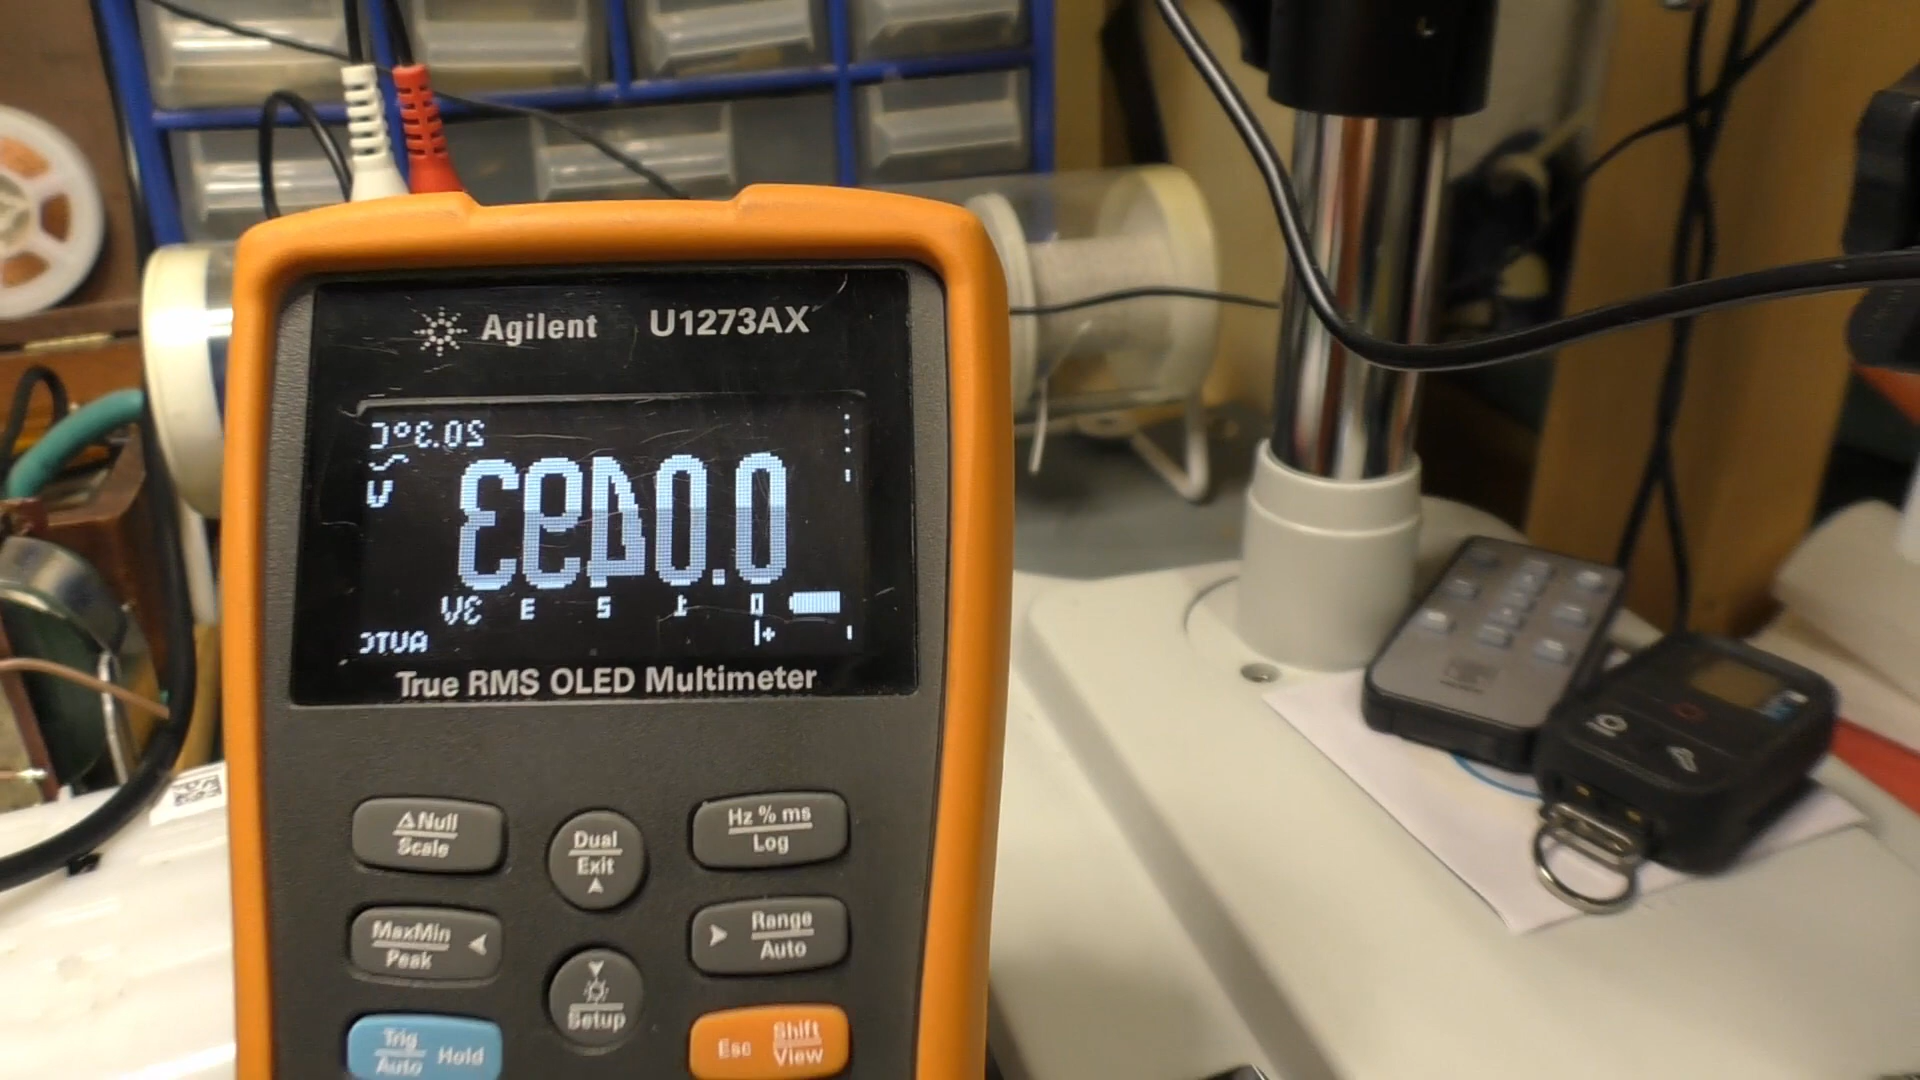 Agilent U1273AX
20.3°C
0.0493 V
0 1 2 3 3V
+
AUTO
True RMS OLED Multimeter
Δ Null
Scale
Dual
Exit
Hz % ms
Log
MaxMin
Peak
Range
Auto
Setup
Trig
Auto
Hold
Esc
Shift
View